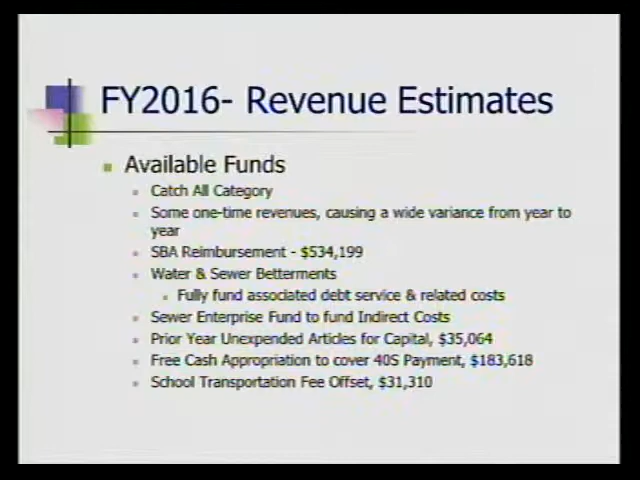 FY2016- Revenue Estimates
Available Funds
Catch All Category
Some one-time revenues, causing a wide variance from year to
year
SBA Reimbursement - $534,199
Water & Sewer Betterments
Fully fund associated debt service & related costs
Sewer Enterprise Fund to fund Indirect Costs
Prior Year Unexpended Articles for Capital, $35,064
Free Cash Appropriation to cover 40S Payment, $183,618
School Transportation Fee Offset, $31,310